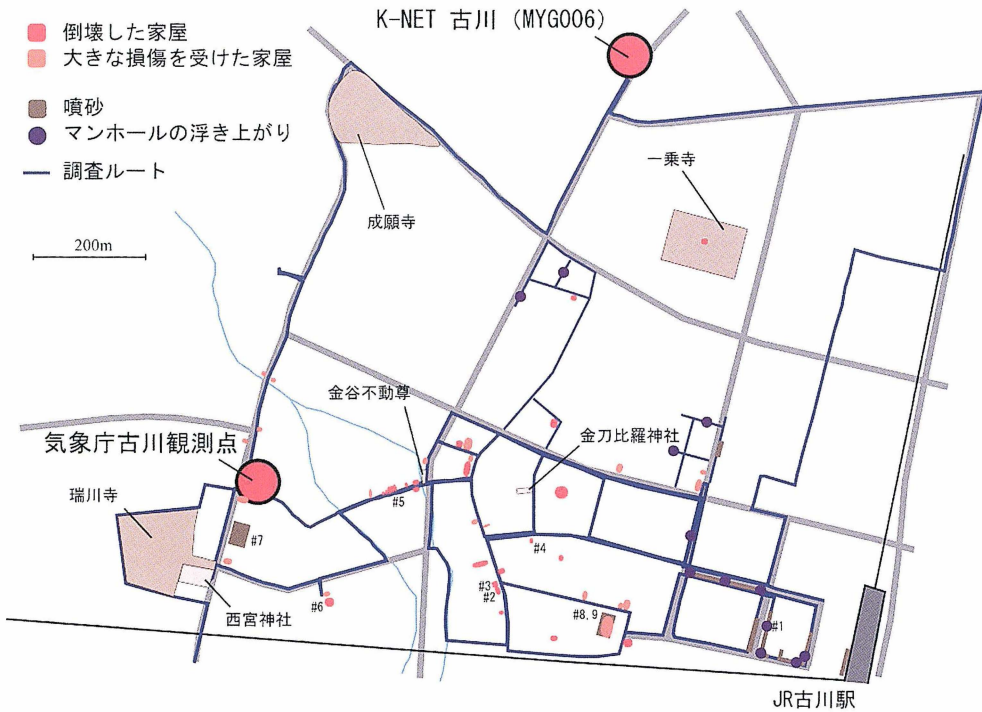 K-NET 古川 (MYG006)
倒壊した家屋
大きな損傷を受けた家屋
噴砂
マンホールの浮き上がり
調査ルート
一乗寺
成願寺
200m
金谷不動尊
気象庁古川観測点
金刀比羅神社
瑞川寺
#5
#7
#4
#3
#2
#6
西宮神社
#8, 9
#1
JR古川駅